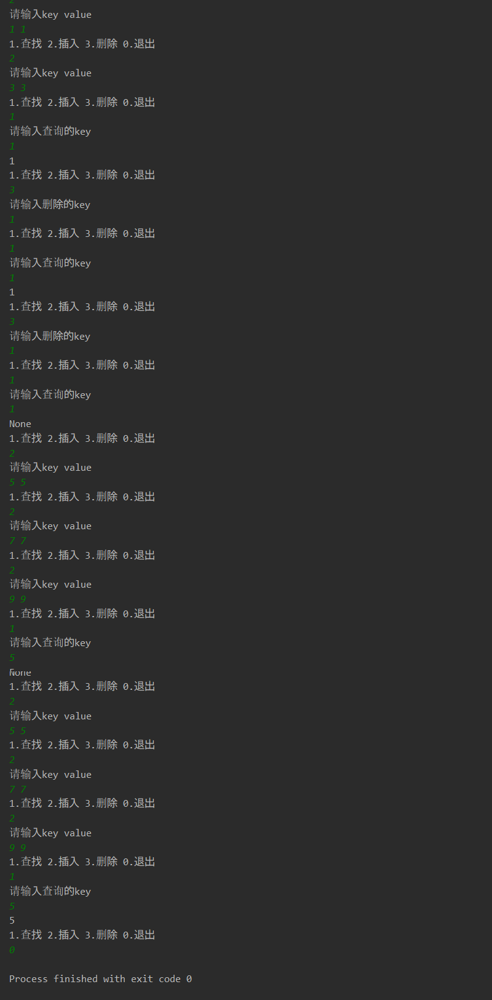 2
请输入key value
1 1
1.查找 2.插入 3.删除 0.退出
2
请输入key value
3 3
1.查找 2.插入 3.删除 0.退出
1
请输入查询的key
1
1
1.查找 2.插入 3.删除 0.退出
3
请输入删除的key
1
1.查找 2.插入 3.删除 0.退出
1
请输入查询的key
1
1
1.查找 2.插入 3.删除 0.退出
3
请输入删除的key
1
1.查找 2.插入 3.删除 0.退出
1
请输入查询的key
1
None
1.查找 2.插入 3.删除 0.退出
2
请输入key value
5 5
1.查找 2.插入 3.删除 0.退出
2
请输入key value
7 7
1.查找 2.插入 3.删除 0.退出
2
请输入key value
9 9
1.查找 2.插入 3.删除 0.退出
1
请输入查询的key
5
None
1.查找 2.插入 3.删除 0.退出
2
请输入key value
5 5
1.查找 2.插入 3.删除 0.退出
2
请输入key value
7 7
1.查找 2.插入 3.删除 0.退出
2
请输入key value
9 9
1.查找 2.插入 3.删除 0.退出
1
请输入查询的key
5
5
1.查找 2.插入 3.删除 0.退出
0
Process finished with exit code 0